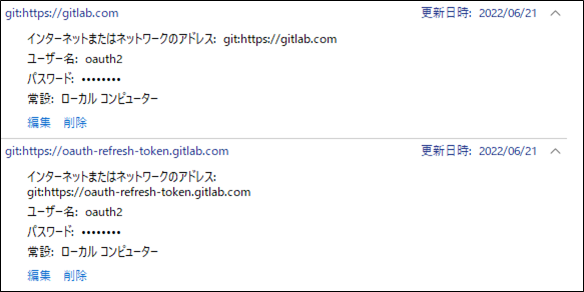 git:https://gitlab.com 更新日時: 2022/06/21
インターネットまたはネットワークのアドレス: git:https://gitlab.com
ユーザー名: oauth2
パスワード: ••••••••
常設: ローカル コンピューター
編集 削除
git:https://oauth-refresh-token.gitlab.com 更新日時: 2022/06/21
インターネットまたはネットワークのアドレス:
git:https://oauth-refresh-token.gitlab.com
ユーザー名: oauth2
パスワード: ••••••••
常設: ローカル コンピューター
編集 削除